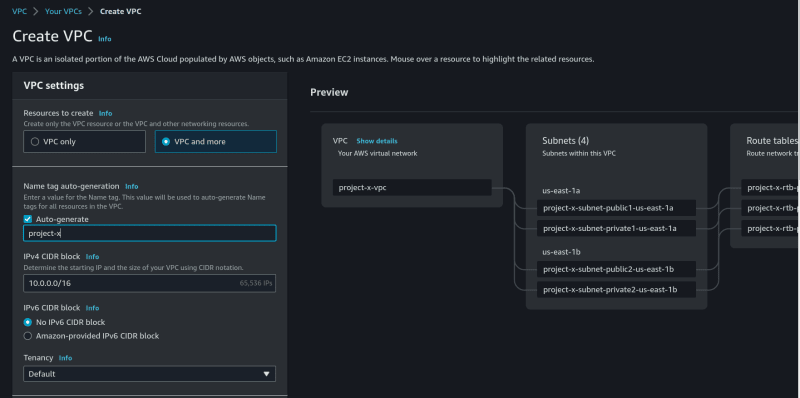 VPC > Your VPCs > Create VPC
Create VPC Info
A VPC is an isolated portion of the AWS Cloud populated by AWS objects, such as Amazon EC2 instances. Mouse over a resource to highlight the related resources.
VPC settings
Resources to create Info
Create only the VPC resource or the VPC and other networking resources.
VPC only
VPC and more
Name tag auto-generation Info
Enter a value for the Name tag. This value will be used to auto-generate Name
tags for all resources in the VPC.
Auto-generate
project-x
IPv4 CIDR block Info
Determine the starting IP and the size of your VPC using CIDR notation.
10.0.0.0/16 65,536 IPs
IPv6 CIDR block Info
No IPv6 CIDR block
Amazon-provided IPv6 CIDR block
Tenancy Info
Default
Preview
VPC Show details
Your AWS virtual network
project-x-vpc
Subnets (4)
Subnets within this VPC
us-east-1a
project-x-subnet-public1-us-east-1a
project-x-subnet-private1-us-east-1a
us-east-1b
project-x-subnet-public2-us-east-1b
project-x-subnet-private2-us-east-1b
Route tables
Route network
project-x-rtb-p
project-x-rtb-p
project-x-rtb-p